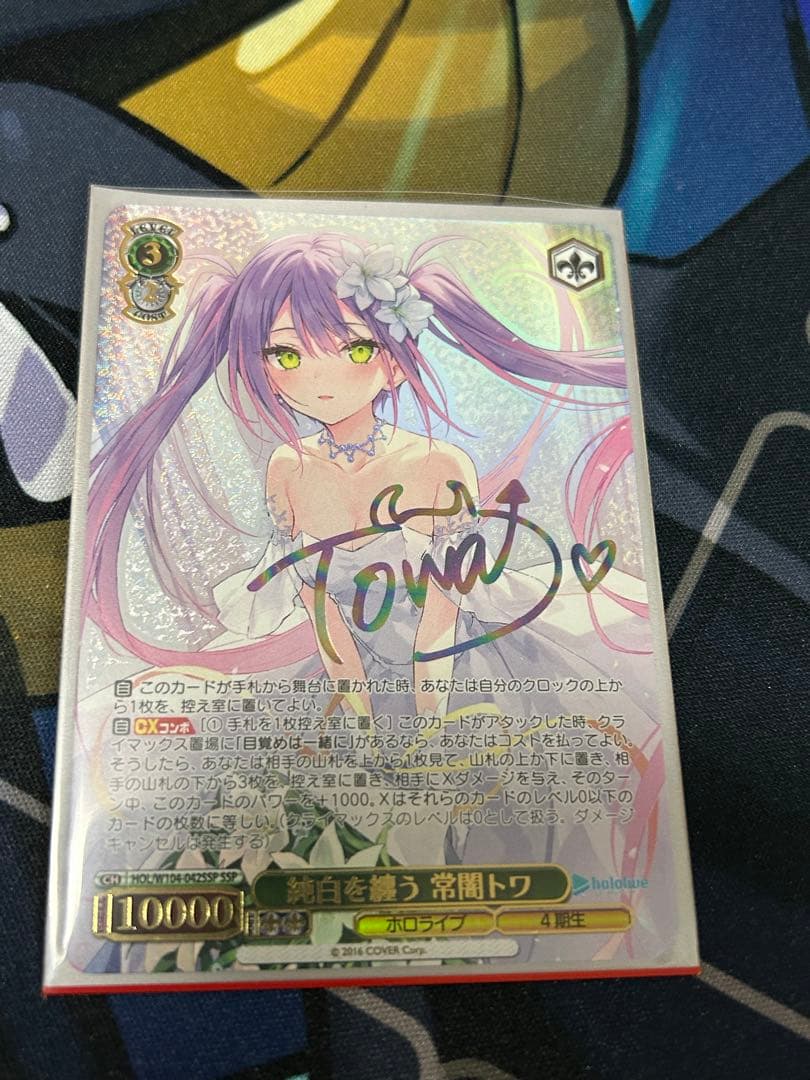 LEVEL
3
2
COST
Towa
自 このカードが手札から舞台に置かれた時、あなたは自分のクロックの上か
ら1枚を、控え室に置いてよい。
自 CXコンボ [① 手札を1枚控え室に置く] このカードがアタックした時、クラ
イマックス置場に「目覚めは一緒に」があるなら、あなたはコストを払ってよい。
そうしたら、あなたは相手の山札を上から1枚見て、山札の上か下に置き、相
手の山札の下から3枚を、控え室に置き、相手にXダメージを与え、そのター
ン中、このカードのパワーを＋1000。Xはそれらのカードのレベル0以下の
カードの枚数に等しい。(クライマックスのレベルは0として扱う。ダメージ
キャンセルは発生する)
CH HOL/W104-042SSP SSP
純白を纏う 常闇トワ
hololive
10000
ホロライブ
4期生
© 2016 COVER Corp.